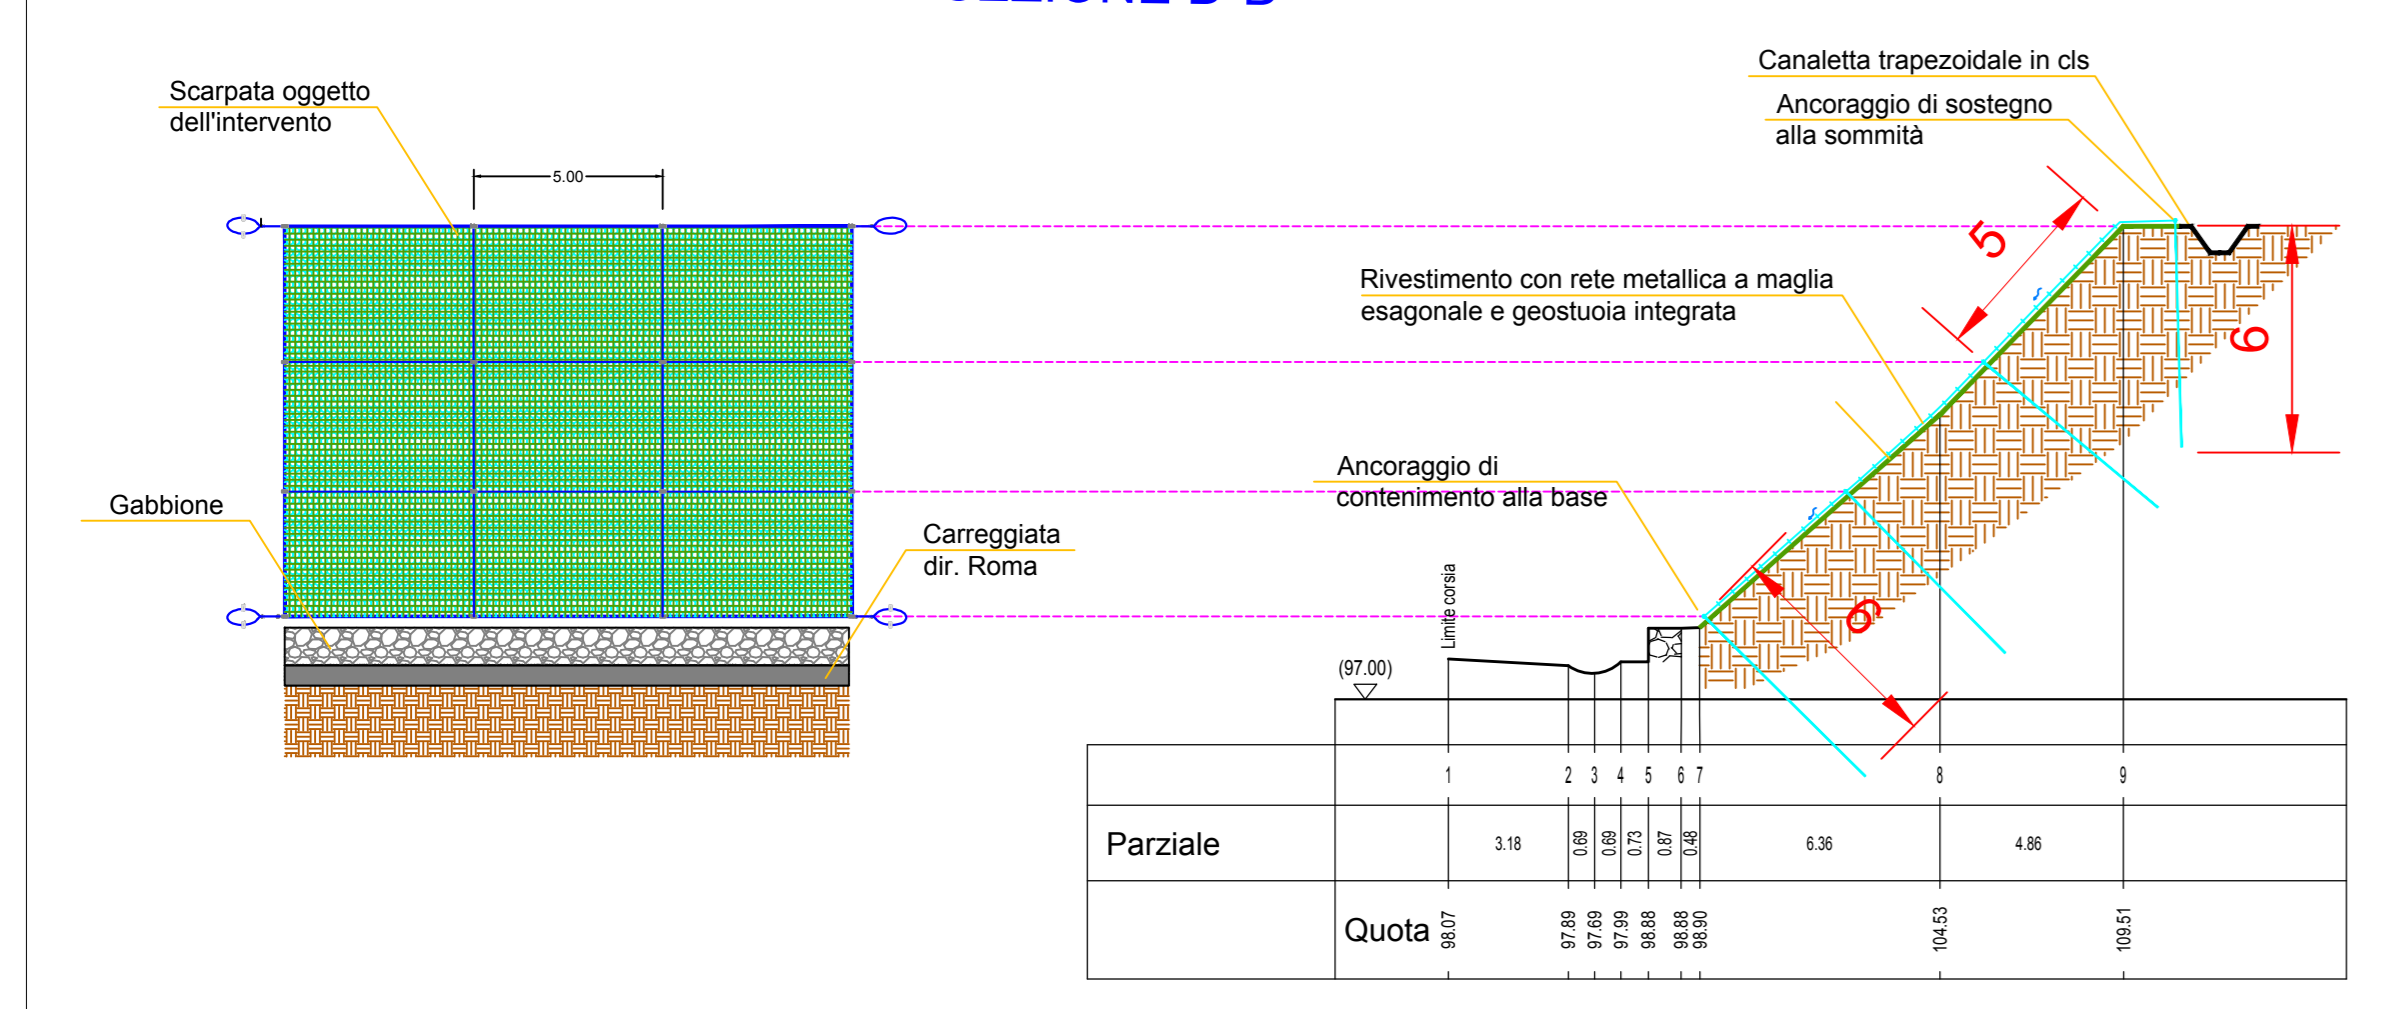 Scarpata oggetto
dell'intervento
5.00
Gabbione
Carreggiata
dir. Roma
Canaletta trapezoidale in cls
Ancoraggio di sostegno
alla sommità
5
6
Rivestimento con rete metallica a maglia
esagonale e geostuoia integrata
Ancoraggio di
contenimento alla base
6
Limite corsia
(97.00)
1 2 3 4 5 6 7 8 9
Parziale 3.18 0.69 0.69 0.73 0.87 0.48 6.36 4.86
Quota 98.07 97.89 97.69 97.99 98.88 98.88 98.90 104.53 109.51